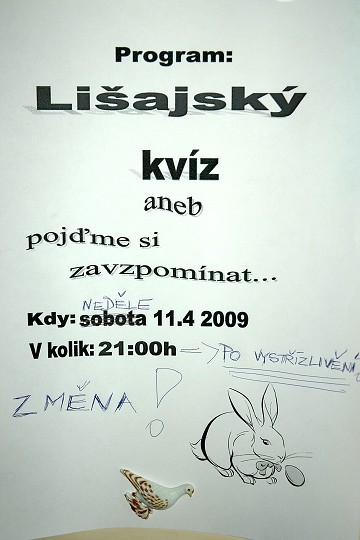 Program:
Lišajský
kvíz
aneb
pojďme si
zavzpomínat...
NEDĚLE
Kdy: sobota 11.4 2009
V kolik: 21:00h —> PO VYSTŘÍZLIVĚNÍ
ZMĚNA!